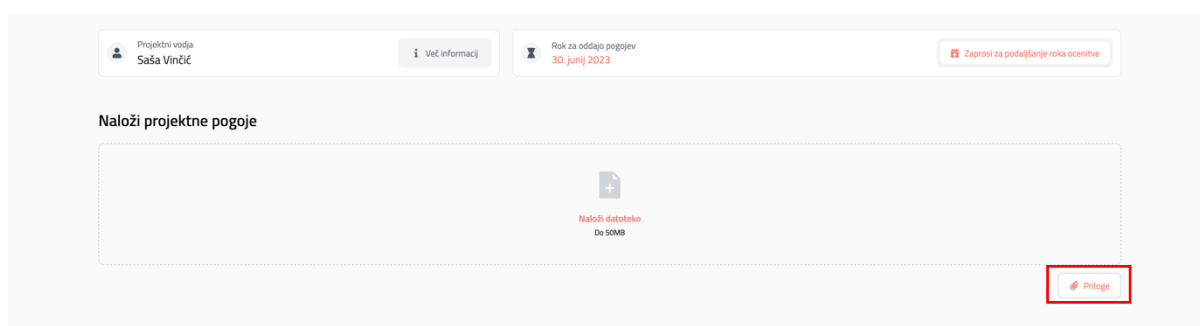 Projektni vodja
Saša Vinčić
Več informacij
Rok za oddajo pogojev
30. junij 2023
Zaprosi za podaljšanje roka ocenitve
Naloži projektne pogoje
Naloži datoteko
Do 50MB
Priloge